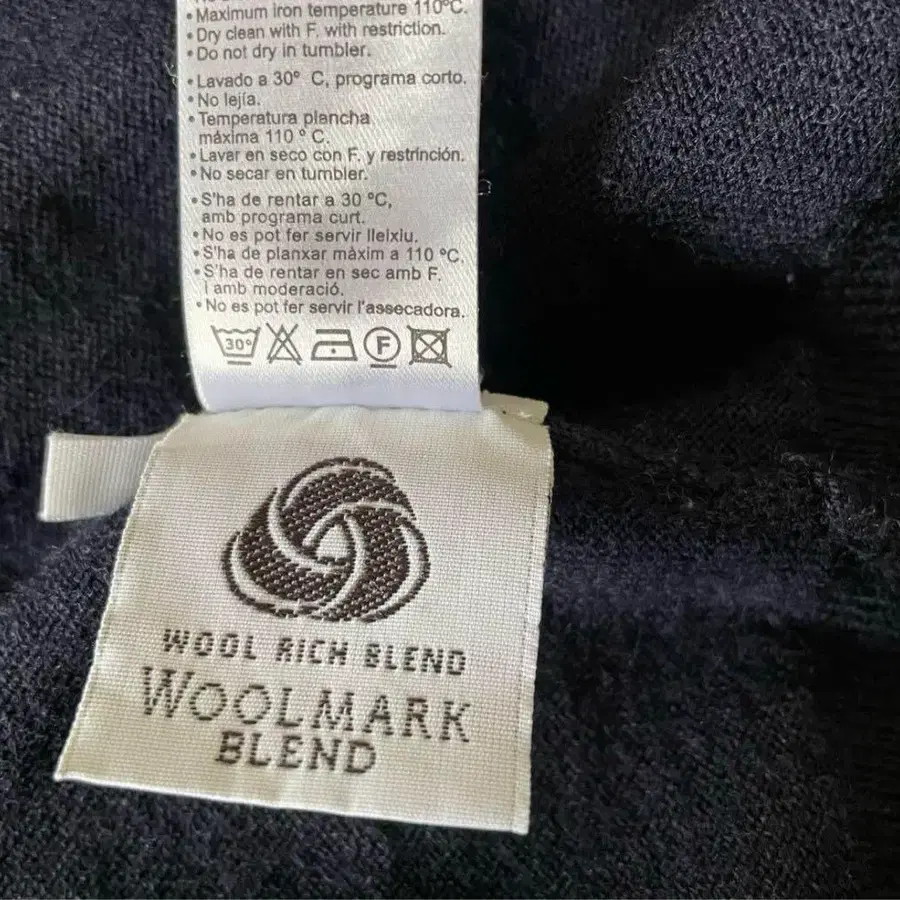 • Maximum iron temperature 110°C.
• Dry clean with F. with restriction.
• Do not dry in tumbler.
• Lavado a 30° C, programa corto.
• No lejía.
• Temperatura plancha
máxima 110 ° C.
• Lavar en seco con F. y restrinción.
• No secar en tumbler.
• S'ha de rentar a 30 °C,
amb programa curt.
• No es pot fer servir lleixiu.
• S'ha de planxar màxim a 110 °C.
• S'ha de rentar en sec amb F.
i amb moderació.
• No es pot fer servir l'assecadora.
30° F
WOOL RICH BLEND
WOOLMARK
BLEND